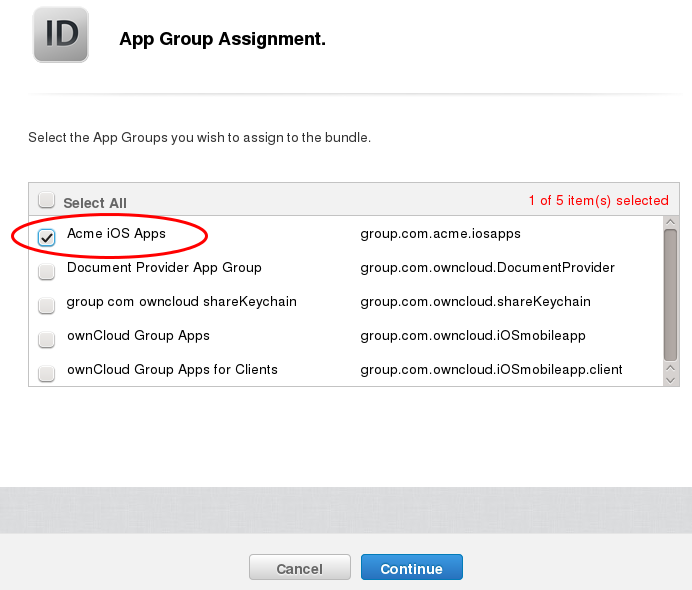 ID
App Group Assignment.
Select the App Groups you wish to assign to the bundle.
Select All 1 of 5 item(s) selected
Acme iOS Apps group.com.acme.iosapps
Document Provider App Group group.com.owncloud.DocumentProvider
group com owncloud shareKeychain group.com.owncloud.shareKeychain
ownCloud Group Apps group.com.owncloud.iOSmobileapp
ownCloud Group Apps for Clients group.com.owncloud.iOSmobileapp.client
Cancel Continue